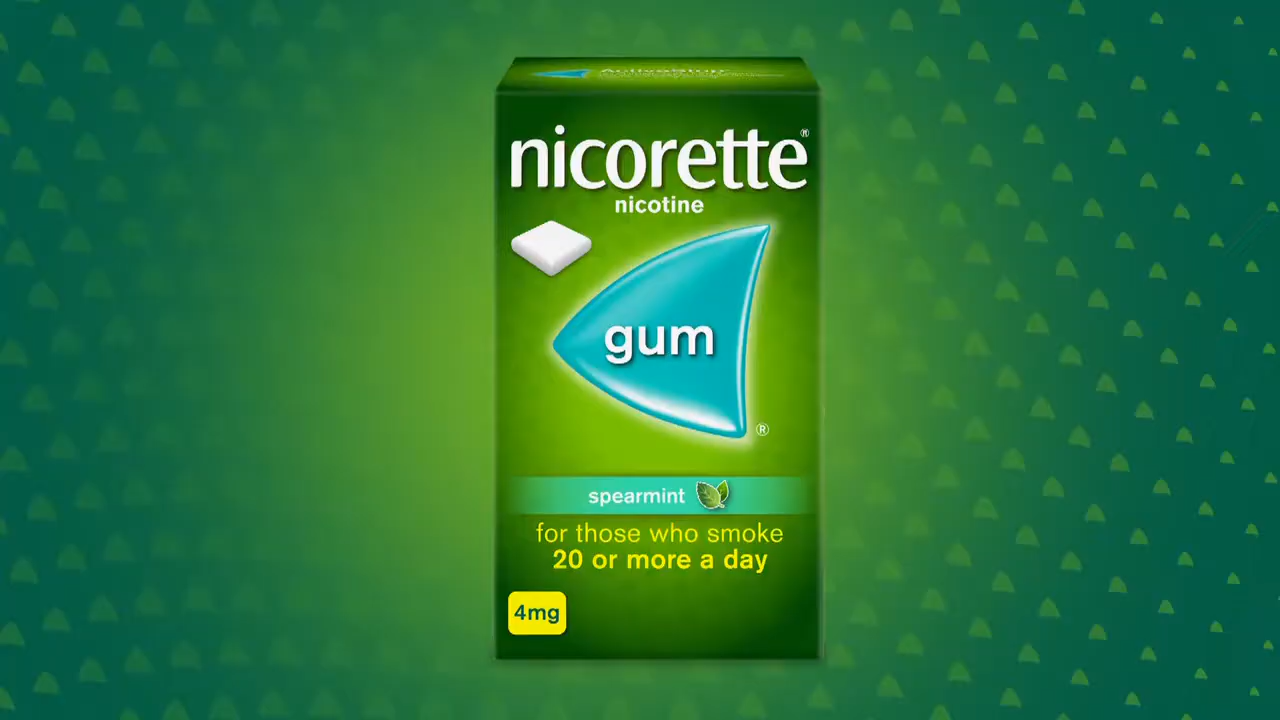 nicorette®
nicotine
gum
®
spearmint
for those who smoke
20 or more a day
4mg